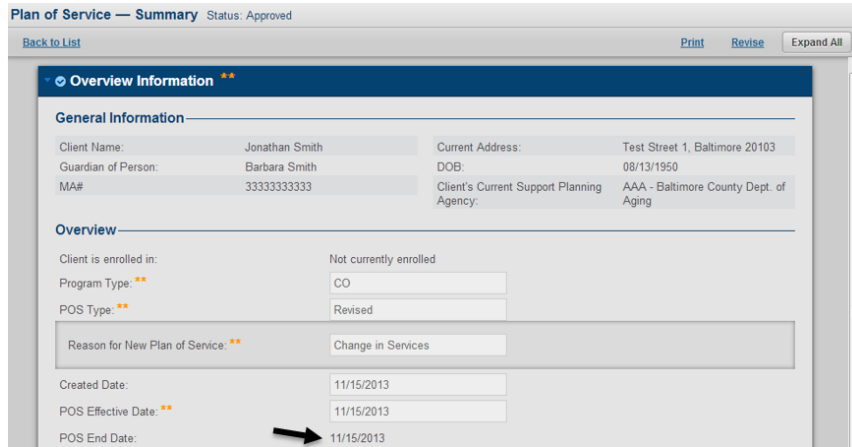 Plan of Service — Summary Status: Approved
Back to List Print Revise Expand All
Overview Information **
General Information
Client Name: Jonathan Smith Current Address: Test Street 1, Baltimore 20103
Guardian of Person: Barbara Smith DOB: 08/13/1950
MA# 33333333333 Client's Current Support Planning Agency: AAA - Baltimore County Dept. of Aging
Overview
Client is enrolled in: Not currently enrolled
Program Type: ** CO
POS Type: ** Revised
Reason for New Plan of Service: ** Change in Services
Created Date: 11/15/2013
POS Effective Date: ** 11/15/2013
POS End Date: 11/15/2013